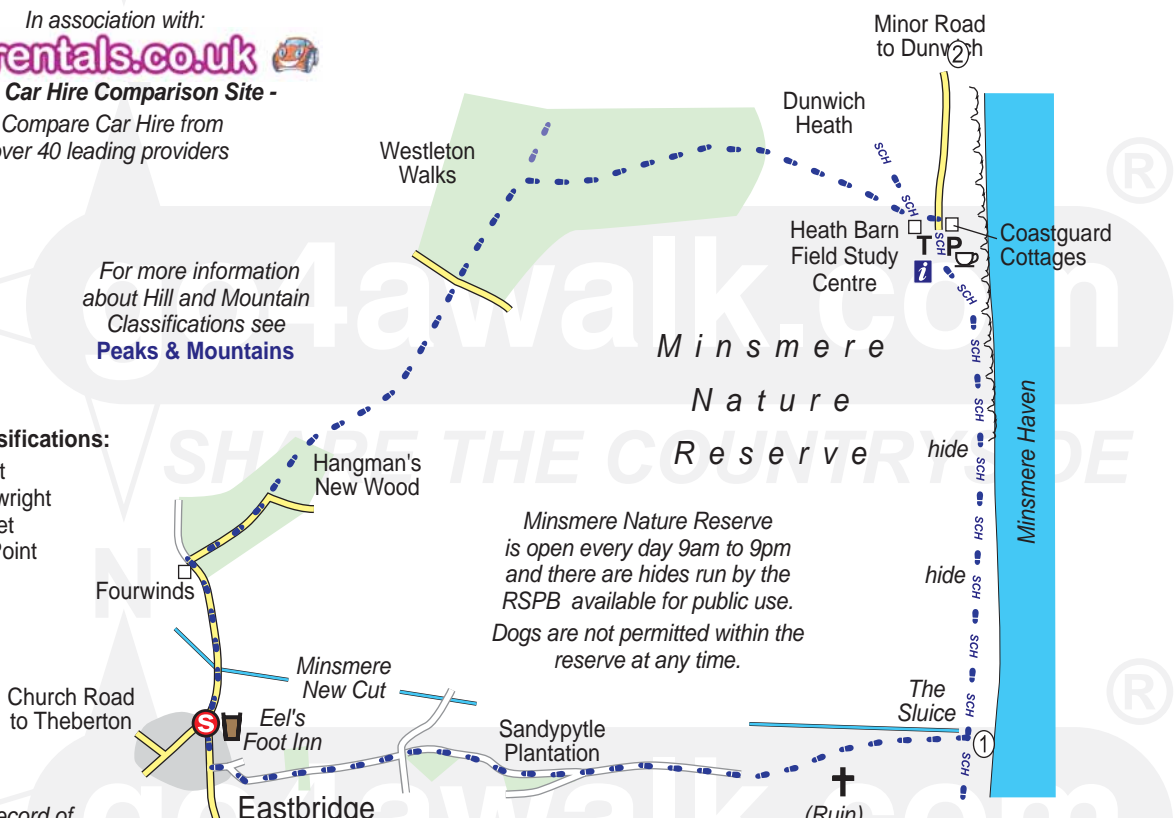 In association with:
rentals.co.uk
Car Hire Comparison Site -
Compare Car Hire from
over 40 leading providers
For more information
about Hill and Mountain
Classifications see
Peaks & Mountains
Minor Road
to Dunwich
2
Dunwich
Heath
Westleton
Walks
SCH
SCH
SCH
Heath Barn
Field Study
Centre
T P
i
Coastguard
Cottages
SCH
SCH
SCH
SCH
SCH
SCH
SCH
SCH
SCH
Minsmere
Nature
Reserve
hide
hide
Minsmere Haven
Hangman's
New Wood
Fourwinds
Minsmere Nature Reserve
is open every day 9am to 9pm
and there are hides run by the
RSPB available for public use.
Dogs are not permitted within the
reserve at any time.
Minsmere
New Cut
Church Road
to Theberton
S
Eel's
Foot Inn
Sandypytle
Plantation
The
Sluice
1
Eastbridge
(Ruin)
go4awalk.com
®
SHARE THE COUNTRYSIDE
N
®
go4awalk.com